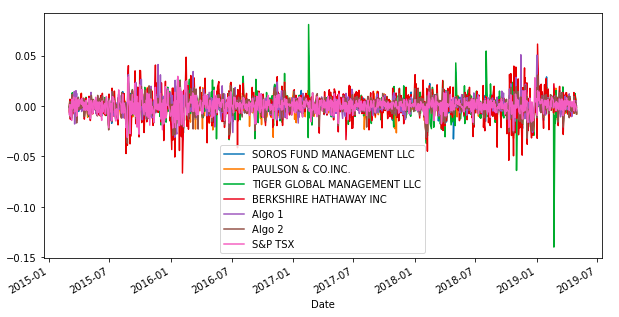 0.05
0.00
−0.05
−0.10
−0.15
SOROS FUND MANAGEMENT LLC
PAULSON & CO.INC.
TIGER GLOBAL MANAGEMENT LLC
BERKSHIRE HATHAWAY INC
Algo 1
Algo 2
S&P TSX
2015-01
2015-07
2016-01
2016-07
2017-01
2017-07
2018-01
2018-07
2019-01
2019-07
Date